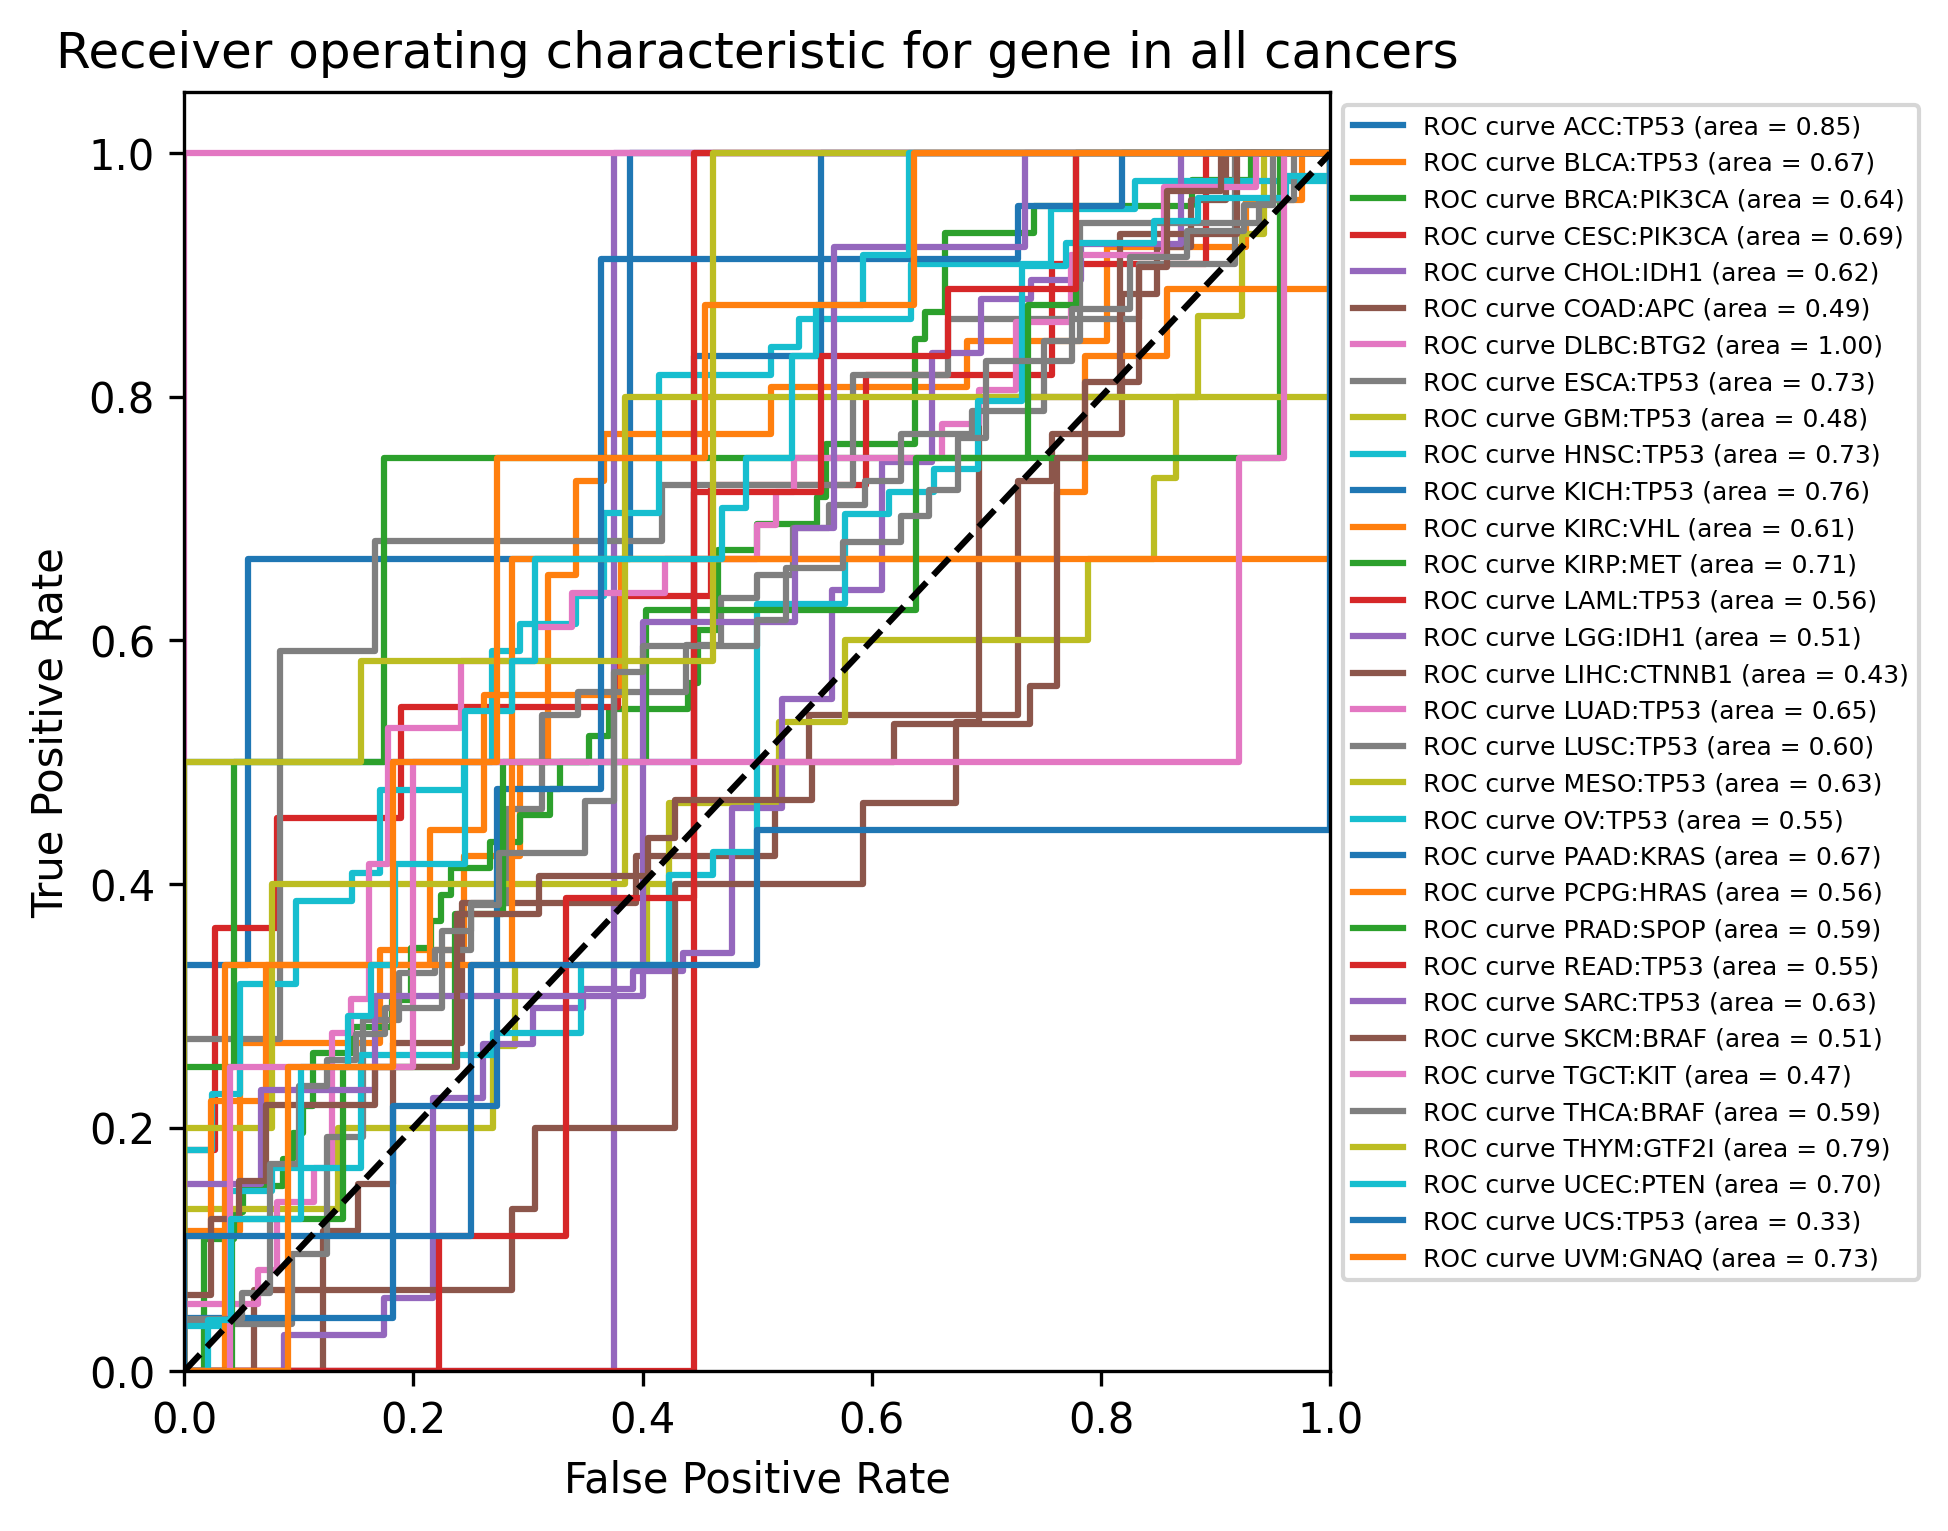 Receiver operating characteristic for gene in all cancers
True Positive Rate
1.0
0.8
0.6
0.4
0.2
0.0
0.0 0.2 0.4 0.6 0.8 1.0
False Positive Rate
ROC curve ACC:TP53 (area = 0.85)
ROC curve BLCA:TP53 (area = 0.67)
ROC curve BRCA:PIK3CA (area = 0.64)
ROC curve CESC:PIK3CA (area = 0.69)
ROC curve CHOL:IDH1 (area = 0.62)
ROC curve COAD:APC (area = 0.49)
ROC curve DLBC:BTG2 (area = 1.00)
ROC curve ESCA:TP53 (area = 0.73)
ROC curve GBM:TP53 (area = 0.48)
ROC curve HNSC:TP53 (area = 0.73)
ROC curve KICH:TP53 (area = 0.76)
ROC curve KIRC:VHL (area = 0.61)
ROC curve KIRP:MET (area = 0.71)
ROC curve LAML:TP53 (area = 0.56)
ROC curve LGG:IDH1 (area = 0.51)
ROC curve LIHC:CTNNB1 (area = 0.43)
ROC curve LUAD:TP53 (area = 0.65)
ROC curve LUSC:TP53 (area = 0.60)
ROC curve MESO:TP53 (area = 0.63)
ROC curve OV:TP53 (area = 0.55)
ROC curve PAAD:KRAS (area = 0.67)
ROC curve PCPG:HRAS (area = 0.56)
ROC curve PRAD:SPOP (area = 0.59)
ROC curve READ:TP53 (area = 0.55)
ROC curve SARC:TP53 (area = 0.63)
ROC curve SKCM:BRAF (area = 0.51)
ROC curve TGCT:KIT (area = 0.47)
ROC curve THCA:BRAF (area = 0.59)
ROC curve THYM:GTF2I (area = 0.79)
ROC curve UCEC:PTEN (area = 0.70)
ROC curve UCS:TP53 (area = 0.33)
ROC curve UVM:GNAQ (area = 0.73)